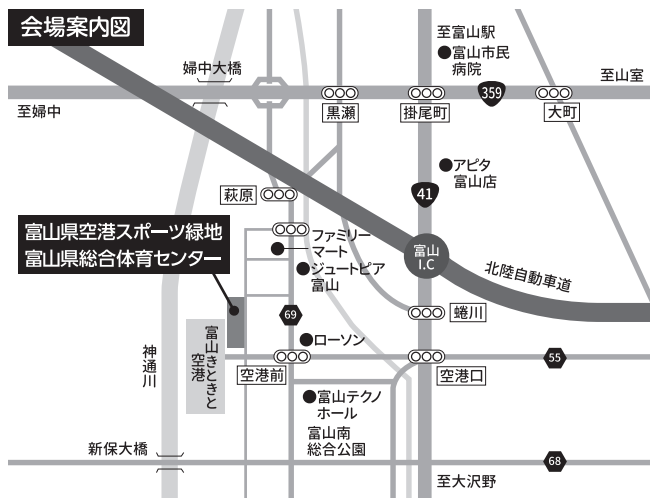 会場案内図
至富山駅
富山市民
病院
婦中大橋
至山室
359
至婦中
黒瀬
掛尾町
大町
アピタ
富山店
41
萩原
富山県空港スポーツ緑地
富山県総合体育センター
ファミリー
マート
富山
I.C
ジュートピア
富山
北陸自動車道
69
蜷川
ローソン
富山きときと
空港
神通川
空港前
空港口
55
富山テクノ
ホール
富山南
総合公園
新保大橋
68
至大沢野